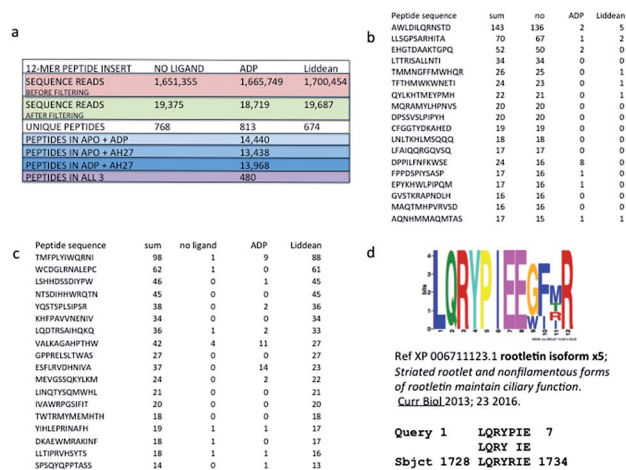 a
12-MER PEPTIDE INSERT NO LIGAND ADP Liddean
SEQUENCE READS 1,651,355 1,665,749 1,700,454
BEFORE FILTERING
SEQUENCE READS 19,375 18,719 19,687
AFTER FILTERING
UNIQUE PEPTIDES 768 813 674
PEPTIDES IN APO + ADP 14,440
PEPTIDES IN APO + AH27 13,438
PEPTIDES IN ADP + AH27 13,968
PEPTIDES IN ALL 3 480
b
Peptide sequence sum no ADP Liddean
AWLDILQRNSTD 143 136 2 5
LLSGPSARHITA 70 67 1 2
EHGTDAAKTGPQ 52 50 2 0
LTTRISALLNTI 34 34 0 0
TMMNGFFMWHQR 26 25 0 1
TFTHMWKWNETI 24 23 0 1
QYLKHTMEYPMH 22 21 0 1
MQRAMYLHPNVS 20 20 0 0
DPSSVSLPIPYH 20 20 0 0
CFGGTYDKAHED 19 19 0 0
LNLTKHLMSQQQ 18 18 0 0
LFAIQQRGQVSQ 17 17 0 0
DPPILFNFKWSE 24 16 8 0
FPPDSPIYSASP 17 16 1 0
EPYKHWLPIPQM 17 16 1 0
GVSTKRAPNDLH 16 16 0 0
MAQTMHPVRVSD 16 16 0 0
AQNHMMAQMTAS 17 15 1 1
c
Peptide sequence sum no ligand ADP Liddean
TMFPLYIWRQNI 98 1 9 88
WCDGLRNALEPC 62 1 0 61
LSHHDSSDIYPW 46 0 1 45
NTSDIHHWRQTN 45 0 0 45
VQSTSPLSIPSR 38 0 2 36
KHFPAVVNENIV 34 0 0 34
LQDTRSAIHQKQ 36 1 2 33
VALKAGAHPTHW 42 4 11 27
GPPRELSLTWAS 27 0 0 27
ESFLRVDHNIVA 37 0 14 23
MEVGSSQKYLKM 24 0 2 22
LINQTYSQMWHL 21 0 0 21
IVAWRPGSIFIT 20 0 0 20
TWTRMYMEMHTH 18 0 0 18
YIHLEPRINAFH 19 1 1 17
DKAEWMRAKINF 18 1 0 17
LLTIPRVHSTYS 18 1 1 16
SPSQYQPPTASS 14 0 1 13
d
Ref XP 006711123.1 rootletin isoform x5;
Striated rootlet and nonfilamentous forms
of rootletin maintain ciliary function.
Curr Biol 2013; 23 2016.
Query 1 LQRYPIE 7
LQRY IE
Sbjct 1728 LQRYRIE 1734